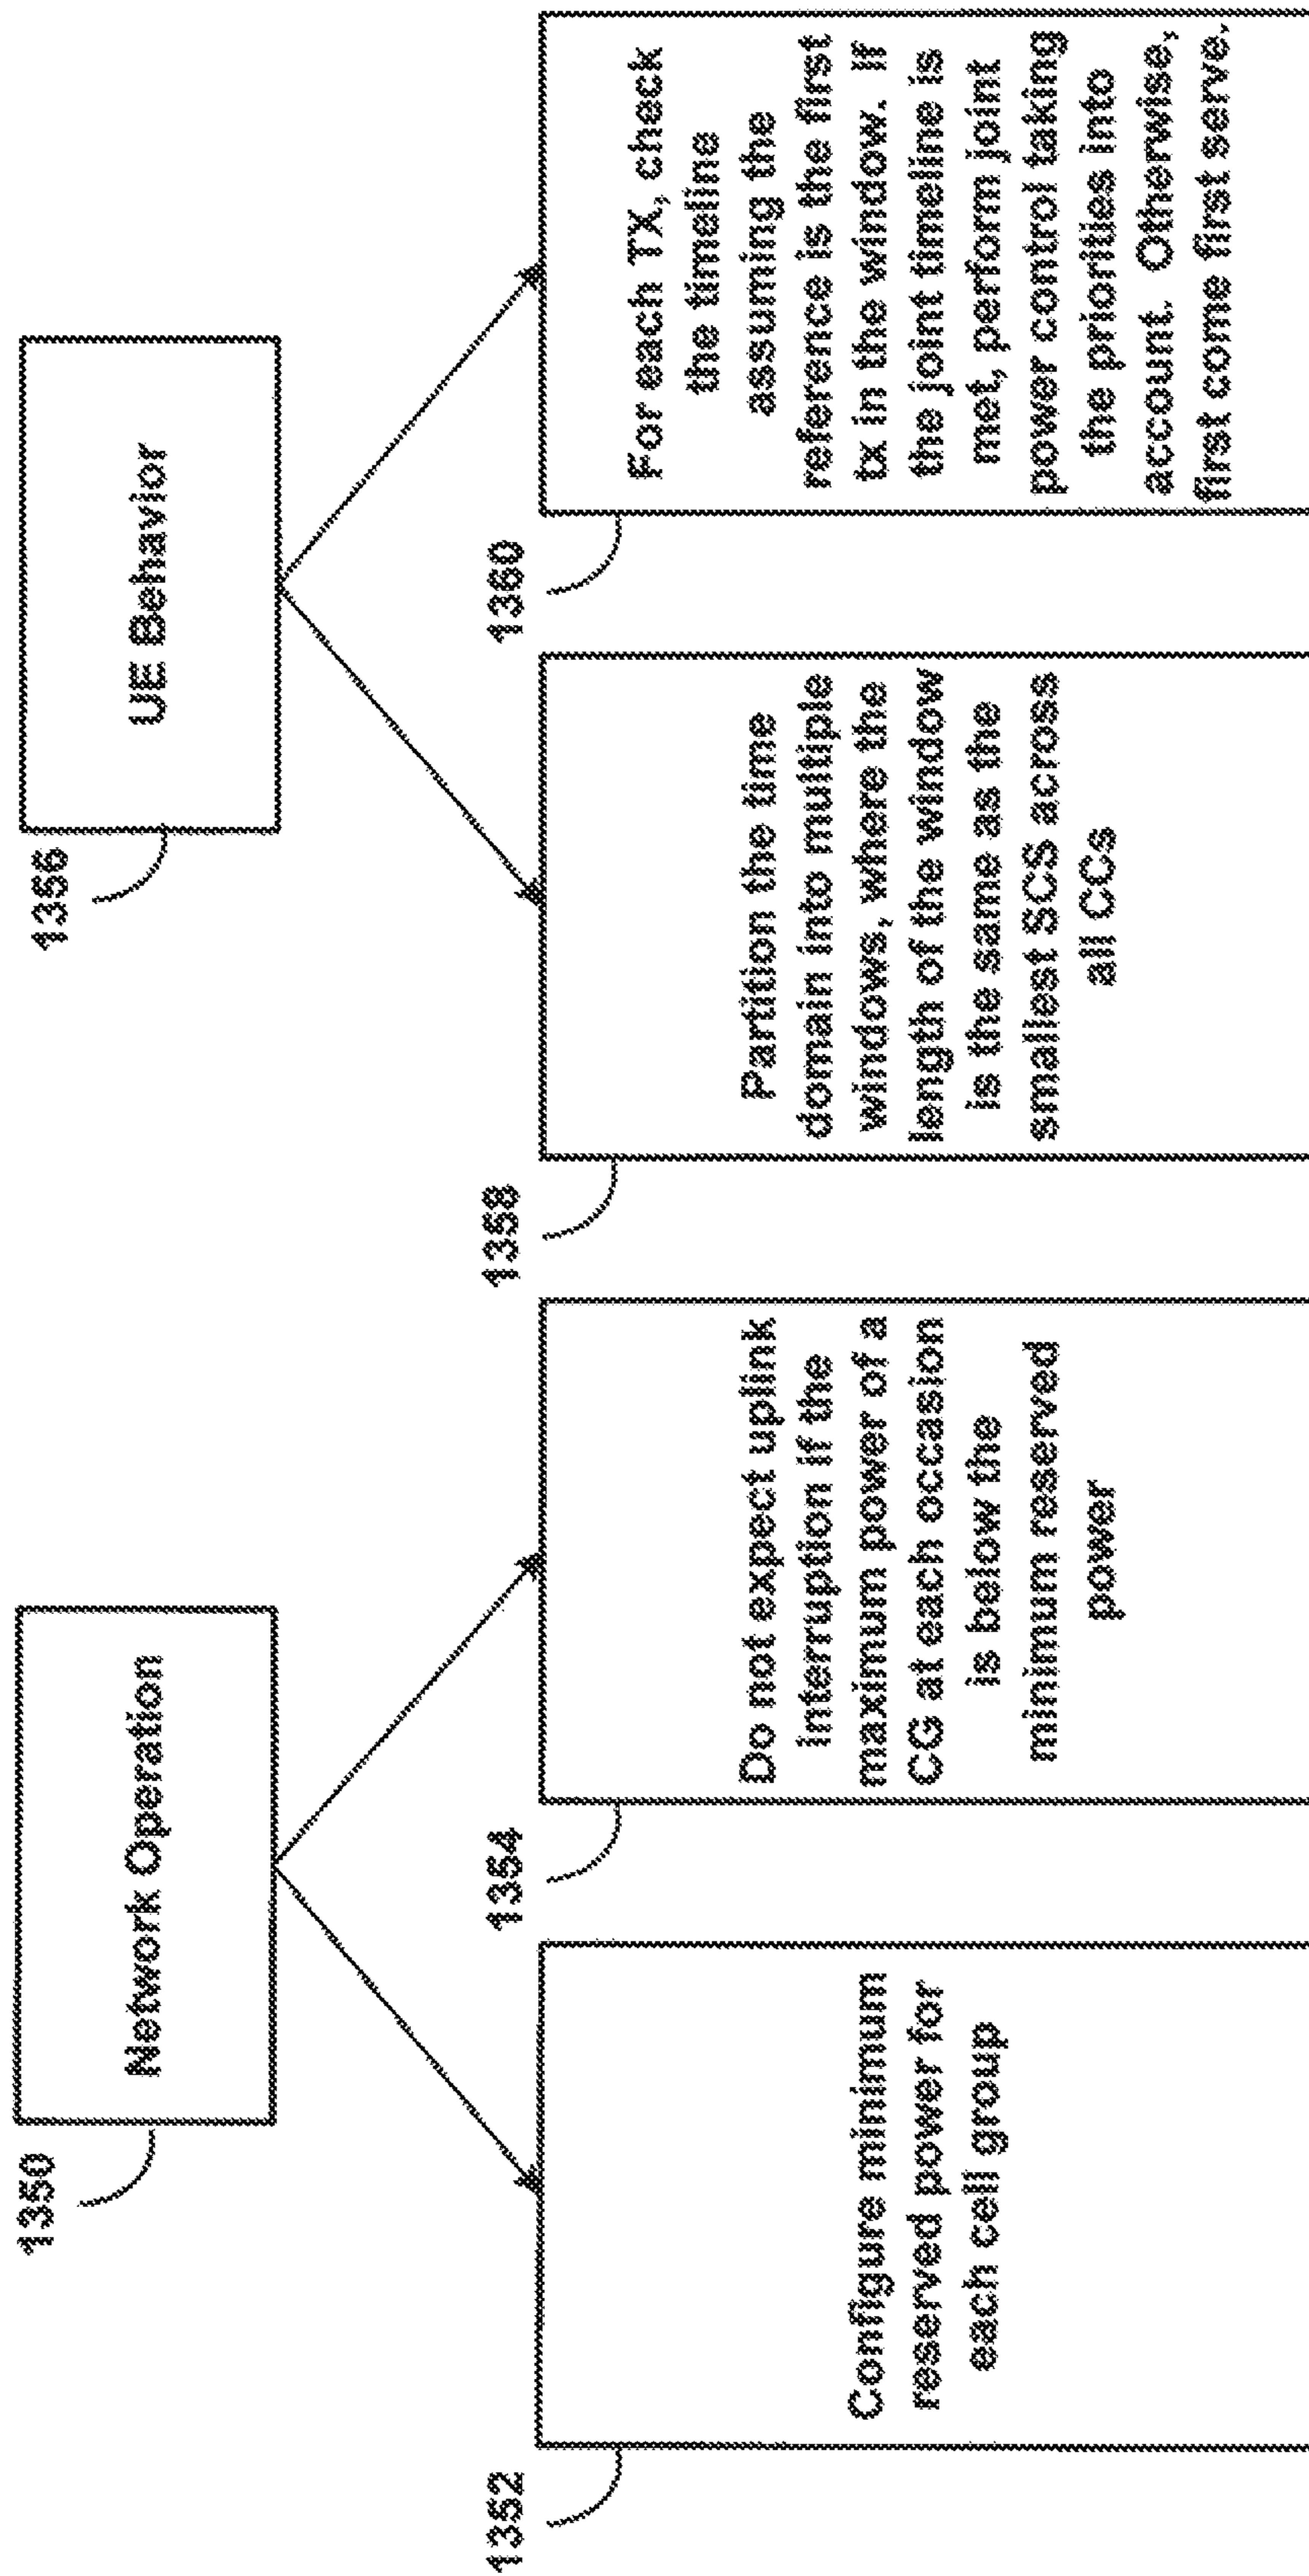 1350
Network Operation
1352
Configure minimum
reserved power for
each cell group
1354
Do not expect uplink
interruption if the
maximum power of a
CG at each occasion
is below the
minimum reserved
power
1356
UE Behavior
1358
Partition the time
domain into multiple
windows, where the
length of the window
is the same as the
smallest SCS across
all CCs
1360
For each TX, check
the timeline
assuming the
reference is the first
tx in the window. If
the joint timeline is
met, perform joint
power control taking
the priorities into
account. Otherwise,
first come first serve.